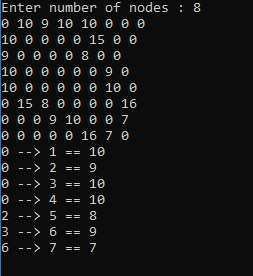 Enter number of nodes : 8
0 10 9 10 10 0 0 0
10 0 0 0 0 15 0 0
9 0 0 0 0 8 0 0
10 0 0 0 0 0 9 0
10 0 0 0 0 0 10 0
0 15 8 0 0 0 0 16
0 0 0 9 10 0 0 7
0 0 0 0 0 16 7 0
0 --> 1 == 10
0 --> 2 == 9
0 --> 3 == 10
0 --> 4 == 10
2 --> 5 == 8
3 --> 6 == 9
6 --> 7 == 7